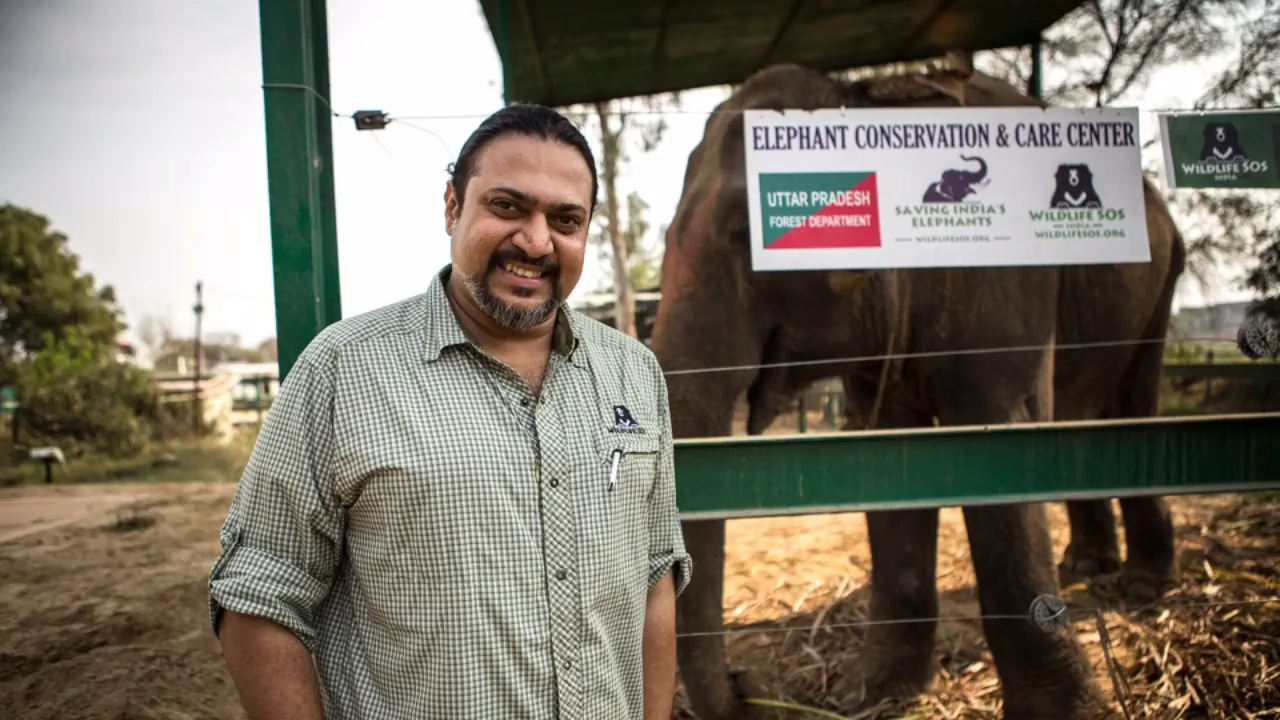 ELEPHANT CONSERVATION & CARE CENTER
UTTAR PRADESH
FOREST DEPARTMENT
SAVING INDIA'S
ELEPHANTS
WILDLIFESOS.ORG
WILDLIFE SOS
INDIA
WILDLIFESOS.ORG
WILDLIFE SOS
INDIA